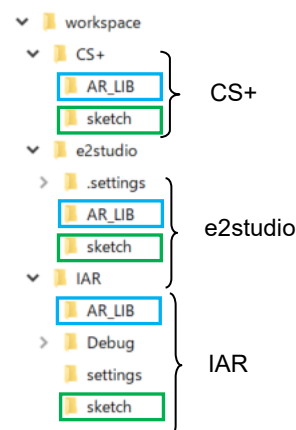 workspace
CS+
AR_LIB
sketch
CS+
e2studio
.settings
AR_LIB
sketch
e2studio
IAR
AR_LIB
Debug
settings
sketch
IAR